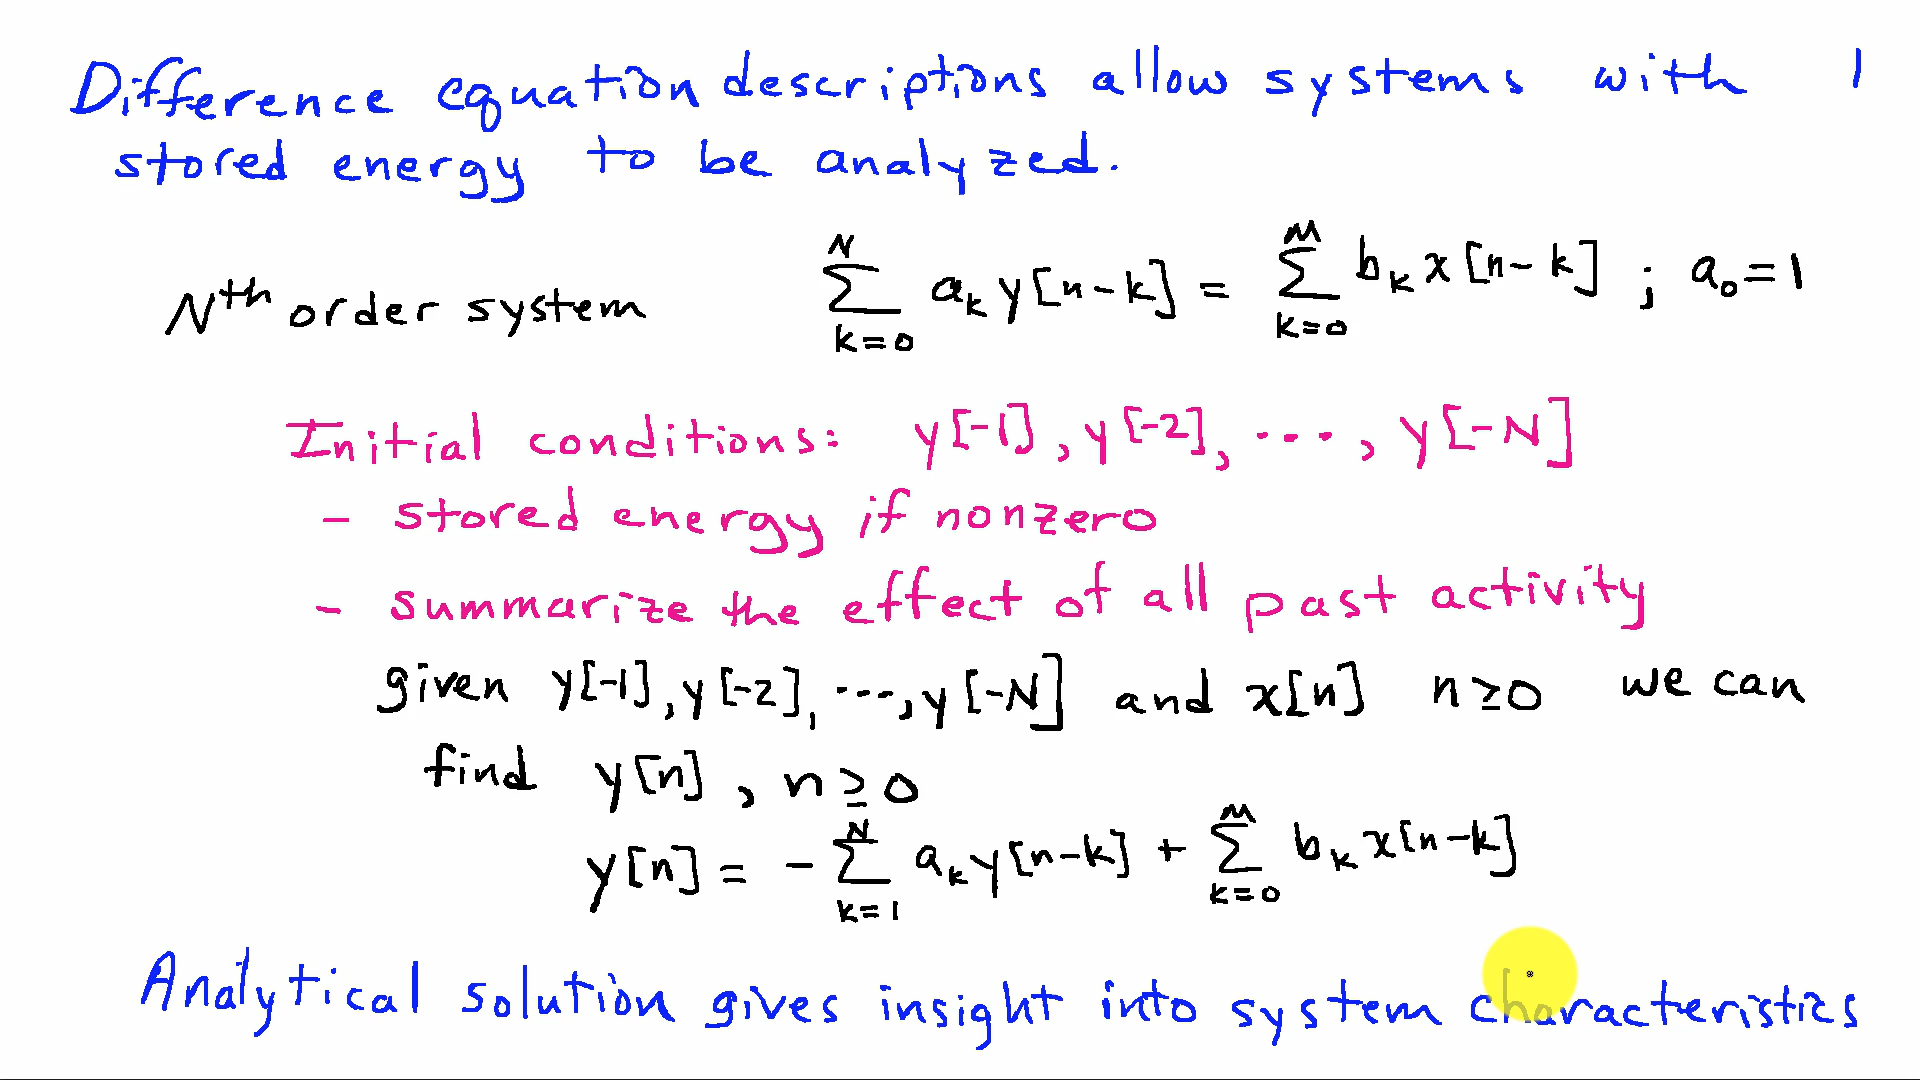 Difference equation descriptions allow systems with 1
stored energy to be analyzed.
Nth order system ∑_{k=0}^{N} a_k y[n-k] = ∑_{k=0}^{M} b_k x[n-k] ; a_0=1
Initial conditions: y[-1], y[-2], ..., y[-N]
- stored energy if nonzero
- summarize the effect of all past activity
given y[-1], y[-2], ..., y[-N] and x[n] n≥0 we can
find y[n], n≥0
y[n] = -∑_{k=1}^{N} a_k y[n-k] + ∑_{k=0}^{M} b_k x[n-k]
Analytical solution gives insight into system characteristics